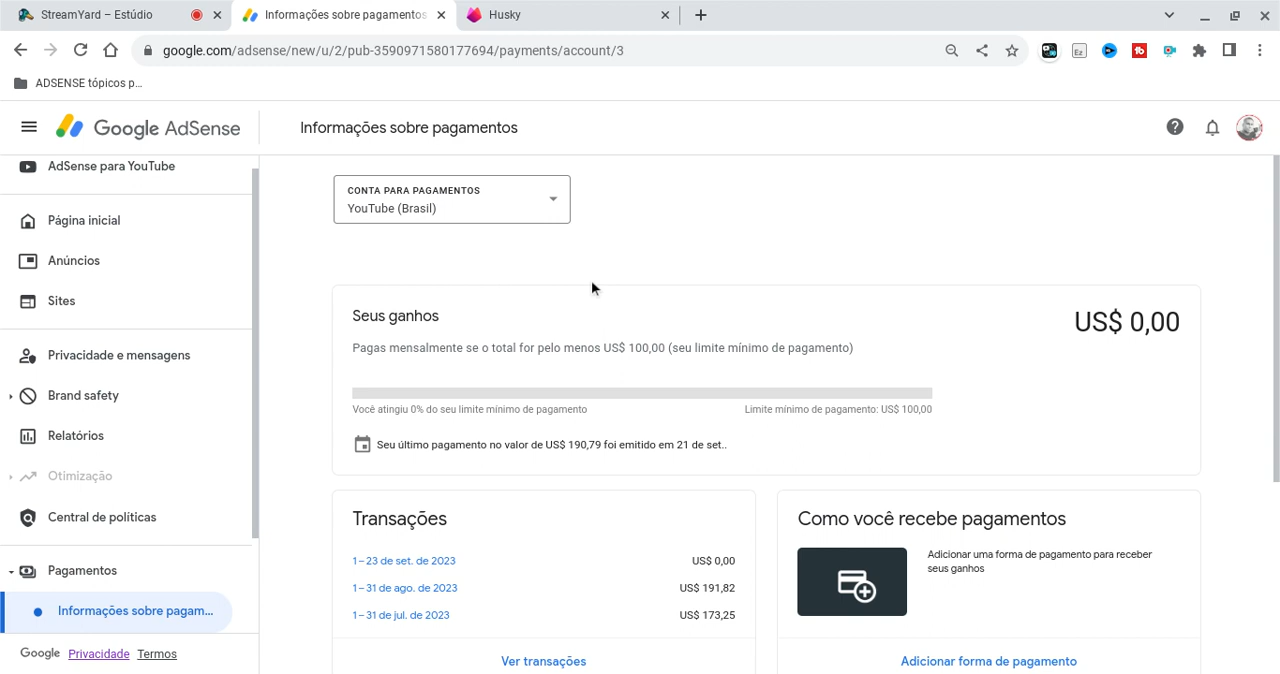 StreamYard – Estúdio
Informações sobre pagamentos
Husky
google.com/adsense/new/u/2/pub-3590971580177694/payments/account/3
Ez
ADSENSE tópicos p...
Google AdSense
Informações sobre pagamentos
AdSense para YouTube
Página inicial
Anúncios
Sites
Privacidade e mensagens
Brand safety
Relatórios
Otimização
Central de políticas
Pagamentos
Informações sobre pagam...
Google Privacidade Termos
CONTA PARA PAGAMENTOS
YouTube (Brasil)
Seus ganhos
US$ 0,00
Pagas mensalmente se o total for pelo menos US$ 100,00 (seu limite mínimo de pagamento)
Você atingiu 0% do seu limite mínimo de pagamento
Limite mínimo de pagamento: US$ 100,00
Seu último pagamento no valor de US$ 190,79 foi emitido em 21 de set..
Transações
1–23 de set. de 2023 US$ 0,00
1–31 de ago. de 2023 US$ 191,82
1–31 de jul. de 2023 US$ 173,25
Ver transações
Como você recebe pagamentos
Adicionar uma forma de pagamento para receber
seus ganhos
Adicionar forma de pagamento